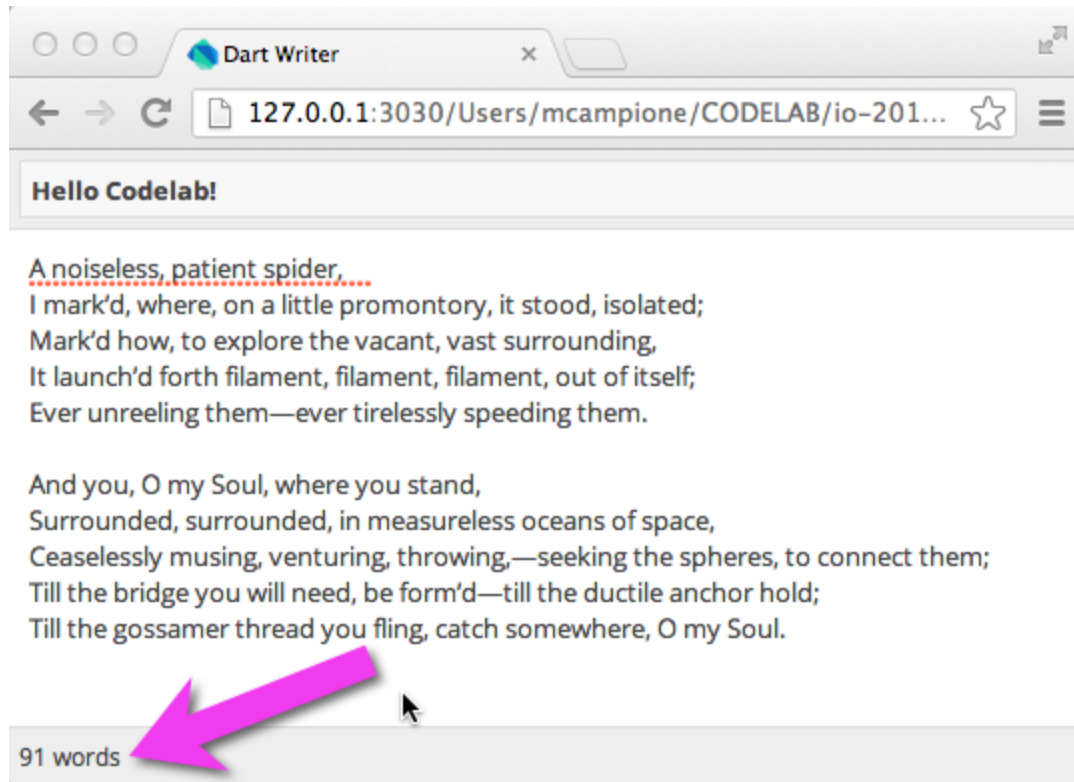 Dart Writer
127.0.0.1:3030/Users/mcampione/CODELAB/io-201...
Hello Codelab!
A noiseless, patient spider,
I mark’d, where, on a little promontory, it stood, isolated;
Mark’d how, to explore the vacant, vast surrounding,
It launch’d forth filament, filament, filament, out of itself;
Ever unreeling them—ever tirelessly speeding them.
And you, O my Soul, where you stand,
Surrounded, surrounded, in measureless oceans of space,
Ceaselessly musing, venturing, throwing,—seeking the spheres, to connect them;
Till the bridge you will need, be form’d—till the ductile anchor hold;
Till the gossamer thread you fling, catch somewhere, O my Soul.
91 words